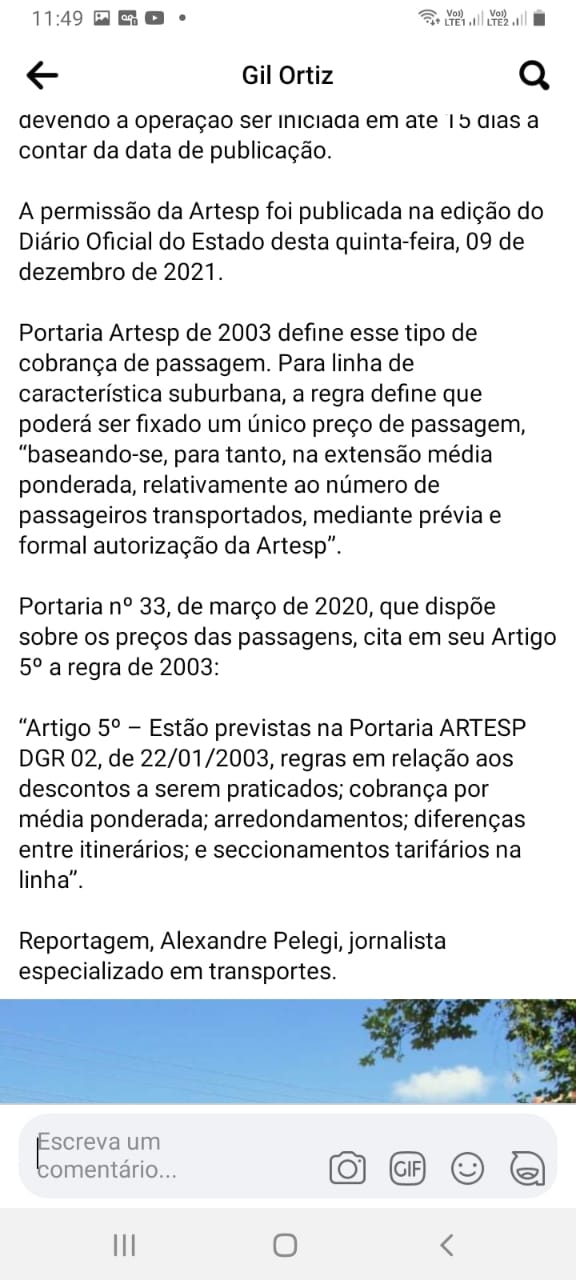 11:49
Vo) LTE1 Vo) LTE2
Gil Ortiz
devendo a operação ser iniciada em até 15 dias a
contar da data de publicação.
A permissão da Artesp foi publicada na edição do
Diário Oficial do Estado desta quinta-feira, 09 de
dezembro de 2021.
Portaria Artesp de 2003 define esse tipo de
cobrança de passagem. Para linha de
característica suburbana, a regra define que
poderá ser fixado um único preço de passagem,
“baseando-se, para tanto, na extensão média
ponderada, relativamente ao número de
passageiros transportados, mediante prévia e
formal autorização da Artesp”.
Portaria nº 33, de março de 2020, que dispõe
sobre os preços das passagens, cita em seu Artigo
5º a regra de 2003:
“Artigo 5º – Estão previstas na Portaria ARTESP
DGR 02, de 22/01/2003, regras em relação aos
descontos a serem praticados; cobrança por
média ponderada; arredondamentos; diferenças
entre itinerários; e seccionamentos tarifários na
linha”.
Reportagem, Alexandre Pelegi, jornalista
especializado em transportes.
Escreva um
comentário...
GIF